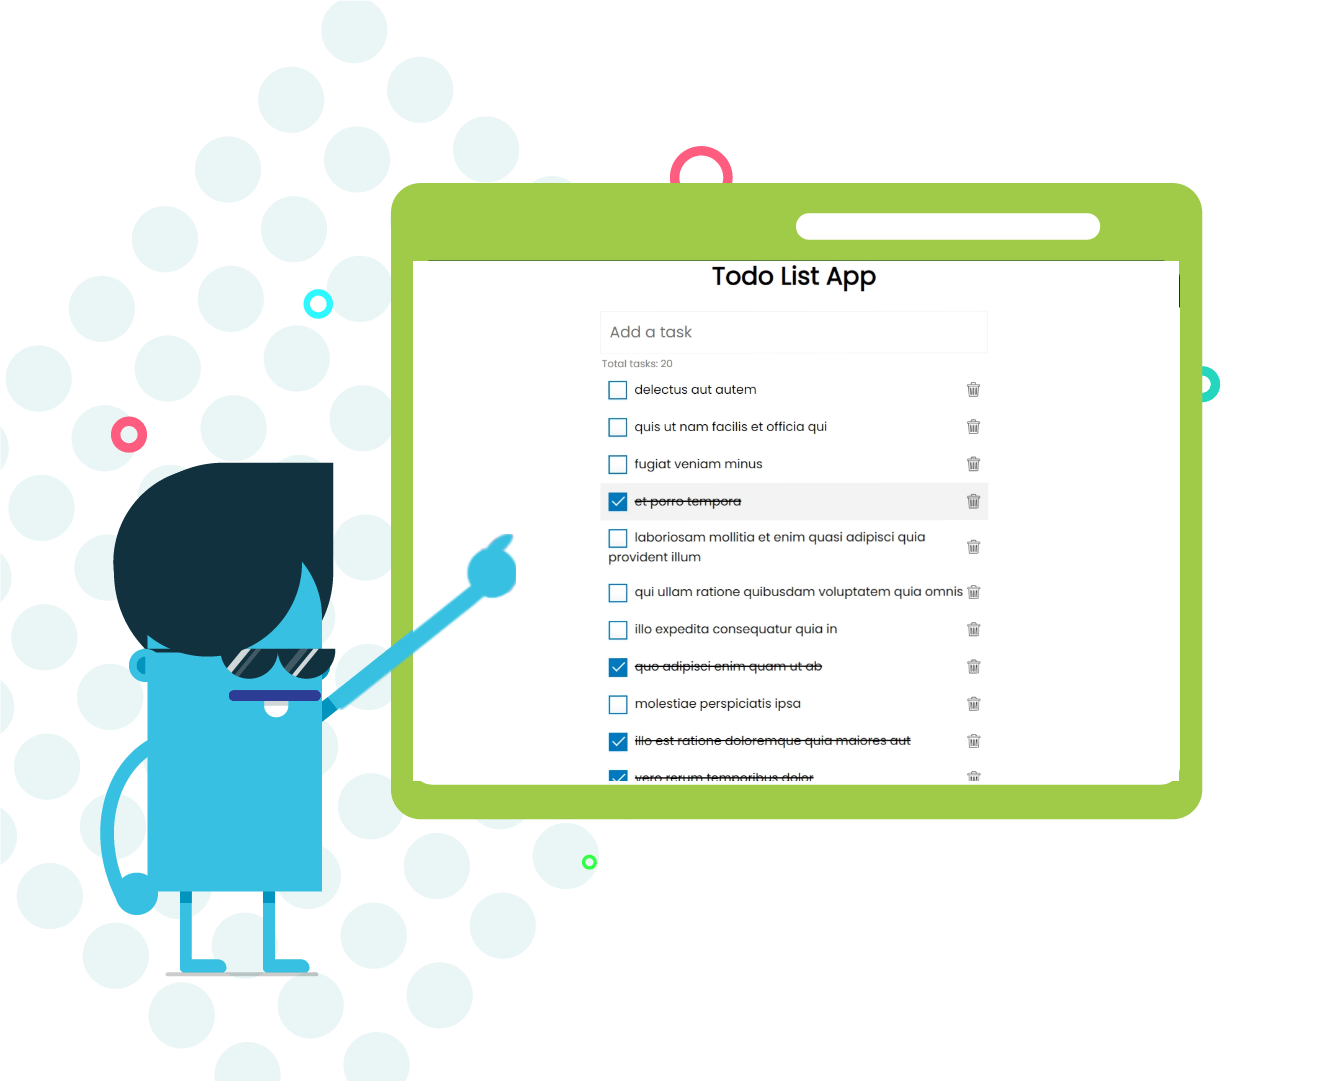 Todo List App
Add a task
Total tasks: 20
delectus aut autem
quis ut nam facilis et officia qui
fugiat veniam minus
et porro tempora
laboriosam mollitia et enim quasi adipisci quia
provident illum
qui ullam ratione quibusdam voluptatem quia omnis
illo expedita consequatur quia in
quo adipisci enim quam ut ab
molestiae perspiciatis ipsa
illo est ratione doloremque quia maiores aut
vero rerum temporibus dolor